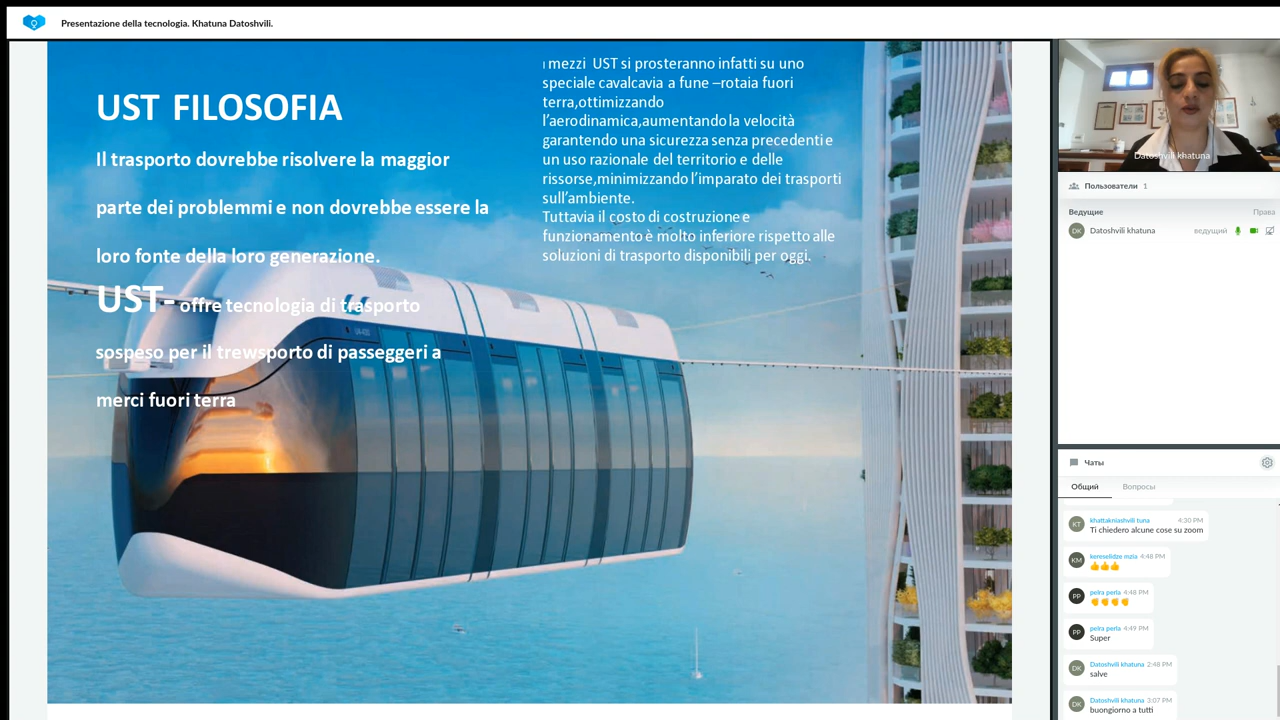 Presentazione della tecnologia. Khatuna Datoshvili.
UST FILOSOFIA
Il trasporto dovrebbe risolvere la maggior
parte dei problemmi e non dovrebbe essere la
loro fonte della loro generazione.
UST- offre tecnologia di trasporto
sospeso per il trewsporto di passeggeri a
merci fuori terra
I mezzi UST si prosteranno infatti su uno
speciale cavalcavia a fune –rotaia fuori
terra,ottimizzando
l’aerodinamica,aumentando la velocità
garantendo una sicurezza senza precedenti e
un uso razionale del territorio e delle
rissorse,minimizzando l’imparato dei trasporti
sull’ambiente.
Tuttavia il costo di costruzione e
funzionamento è molto inferiore rispetto alle
soluzioni di trasporto disponibili per oggi.
Datoshvili khatuna
Пользователи 1
Ведущие Права
DK Datoshvili khatuna ведущий
Чаты
Общий Вопросы
KT khattakniashvili tuna 4:30 PM
Ti chiedero alcune cose su zoom
KM kereselidze mzia 4:48 PM
👍👍👍
PP pelra perla 4:48 PM
PP pelra perla 4:49 PM
Super
DK Datoshvili khatuna 2:48 PM
salve
DK Datoshvili khatuna 3:07 PM
buongiorno a tutti